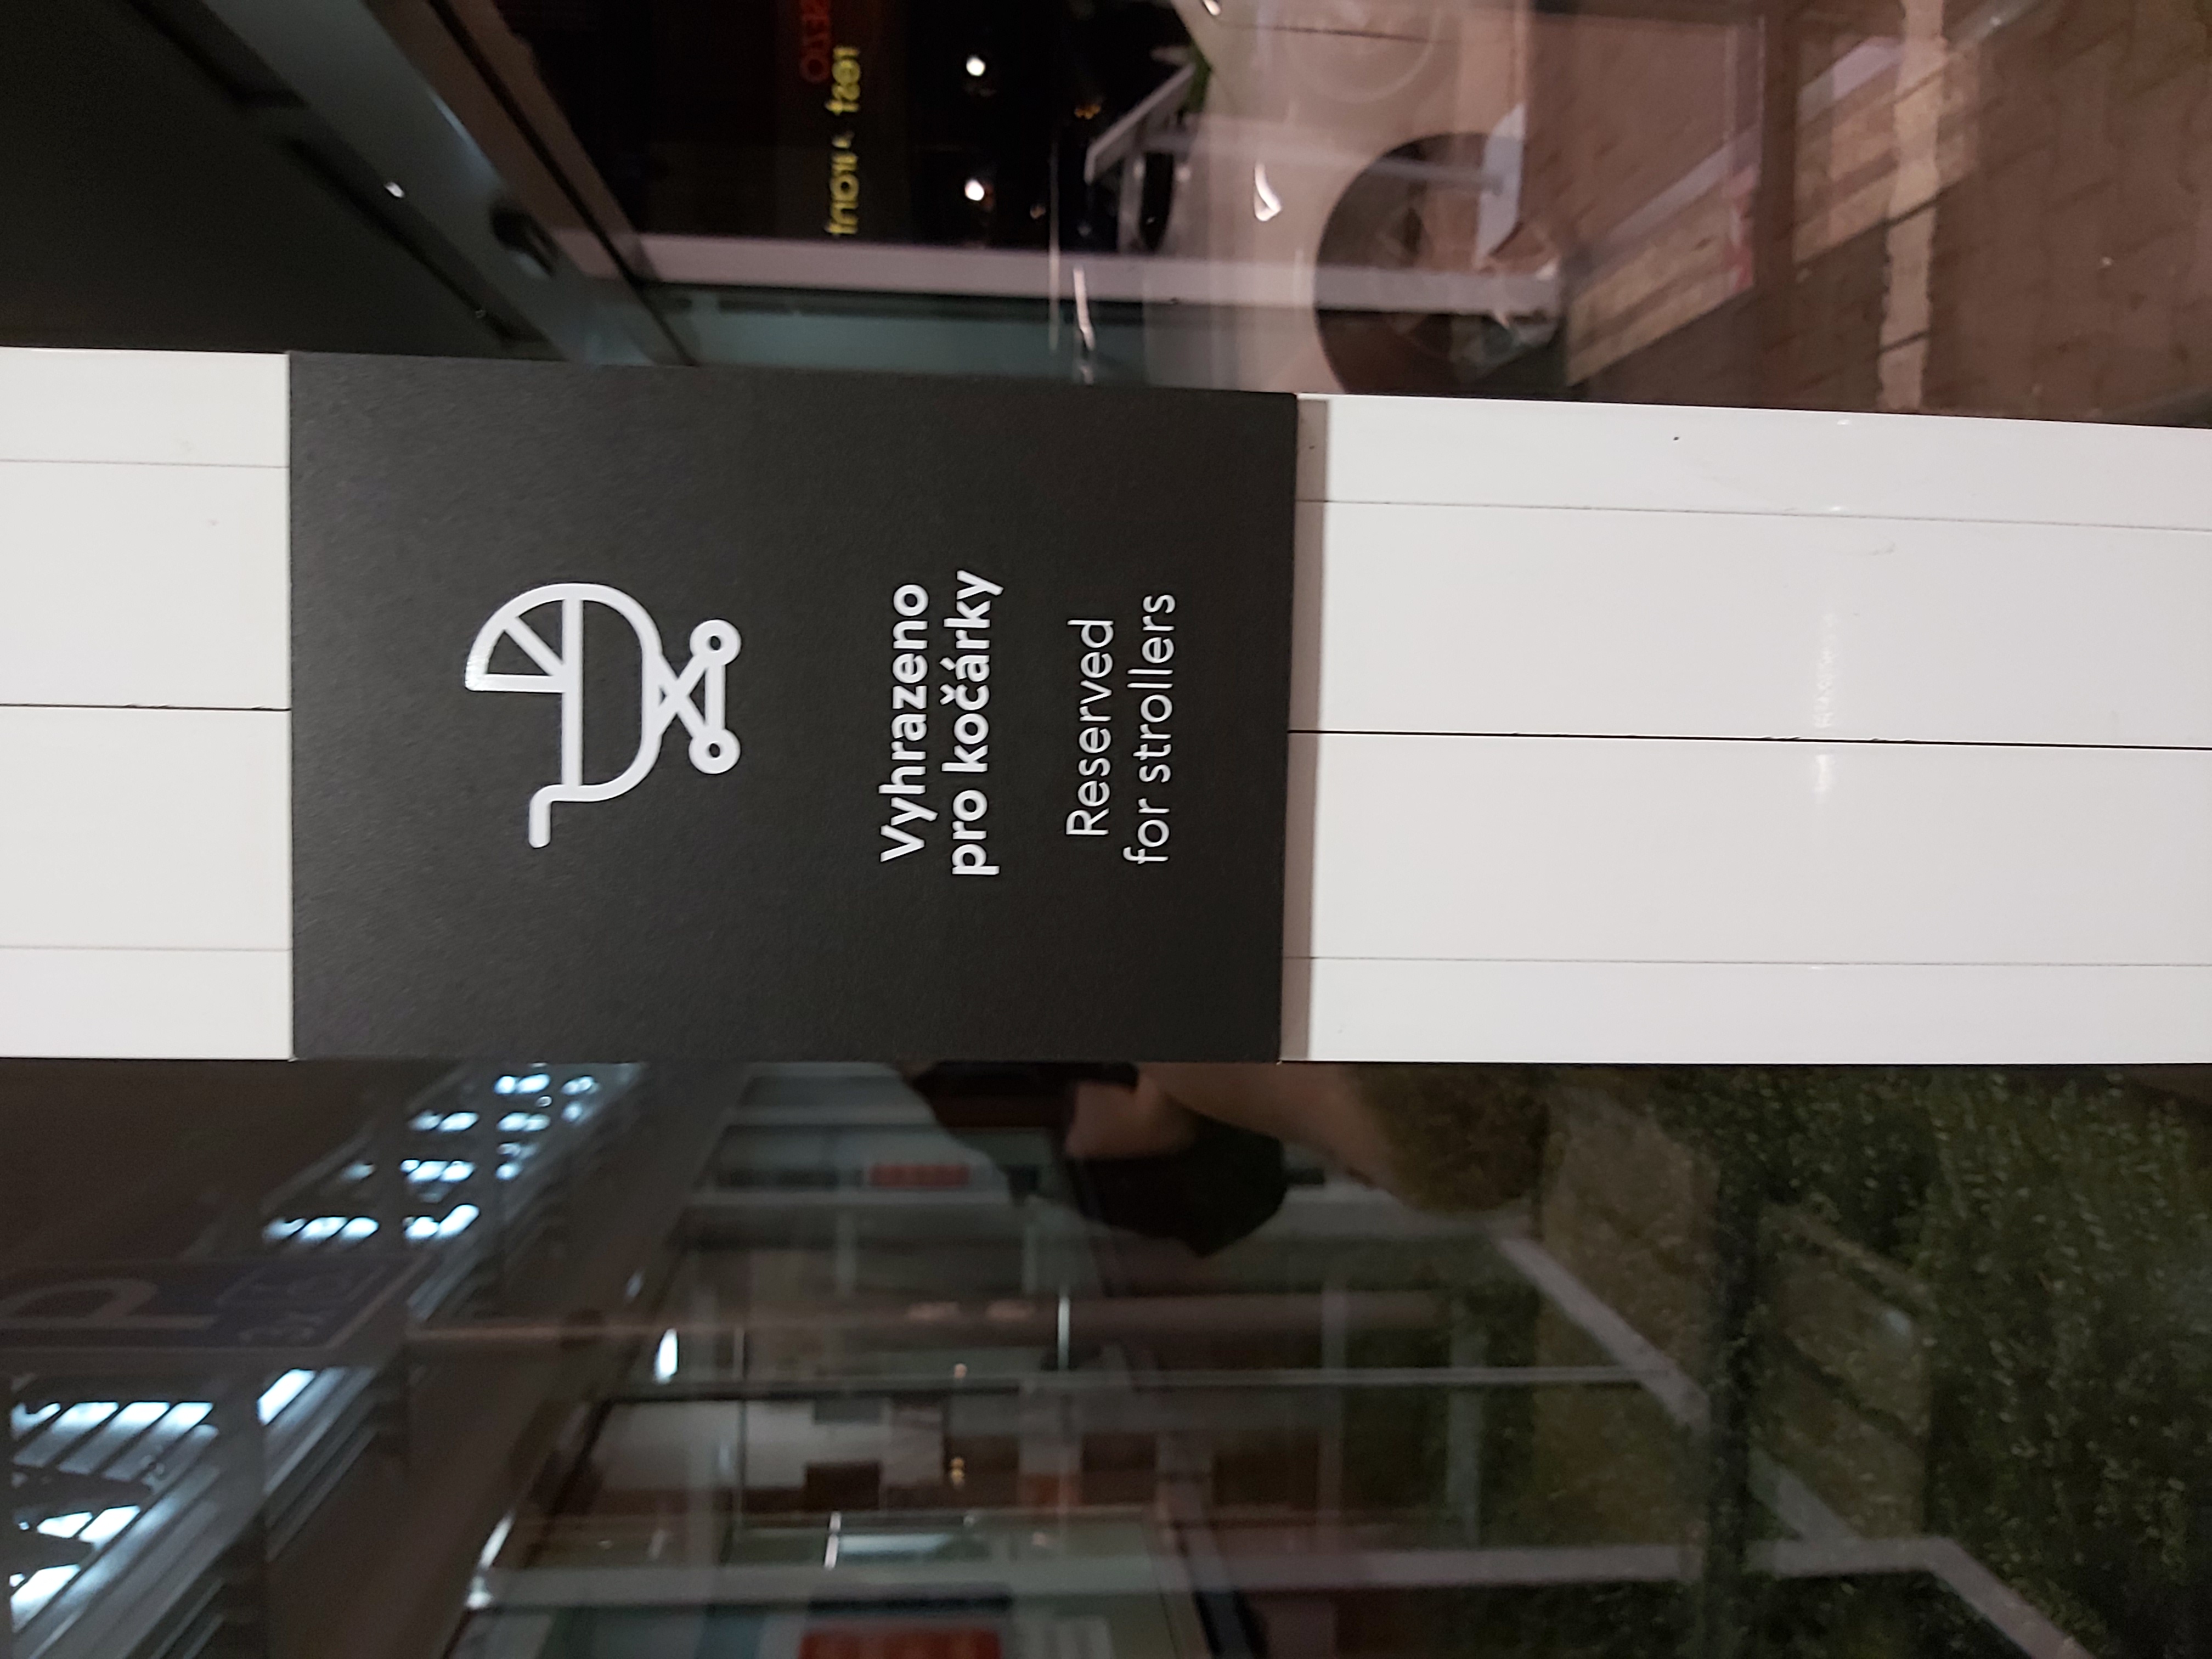 Vyhrazeno
pro kočárky
Reserved
for strollers